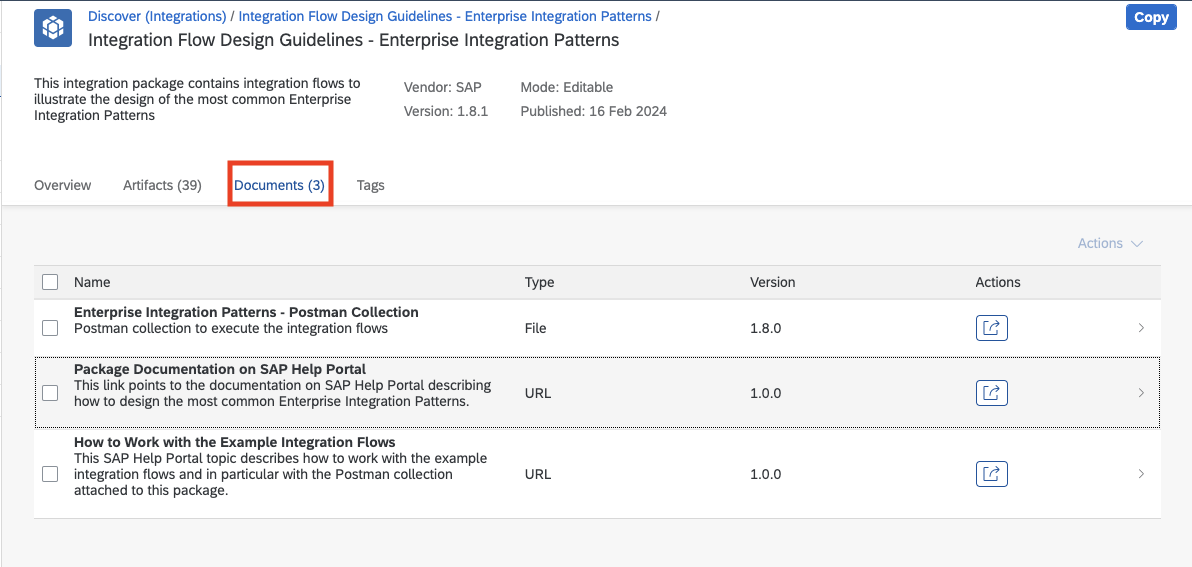 Discover (Integrations) / Integration Flow Design Guidelines - Enterprise Integration Patterns /
Copy
Integration Flow Design Guidelines - Enterprise Integration Patterns
This integration package contains integration flows to
illustrate the design of the most common Enterprise
Integration Patterns
Vendor: SAP
Mode: Editable
Version: 1.8.1
Published: 16 Feb 2024
Overview
Artifacts (39)
Documents (3)
Tags
Actions
Name
Type
Version
Actions
Enterprise Integration Patterns - Postman Collection
Postman collection to execute the integration flows
File
1.8.0
Package Documentation on SAP Help Portal
This link points to the documentation on SAP Help Portal describing
how to design the most common Enterprise Integration Patterns.
URL
1.0.0
How to Work with the Example Integration Flows
This SAP Help Portal topic describes how to work with the example
integration flows and in particular with the Postman collection
attached to this package.
URL
1.0.0